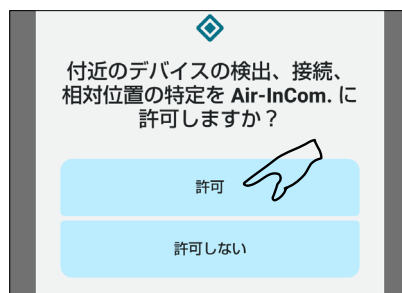 付近のデバイスの検出、接続、
相対位置の特定を Air-InCom. に
許可しますか？
許可
許可しない